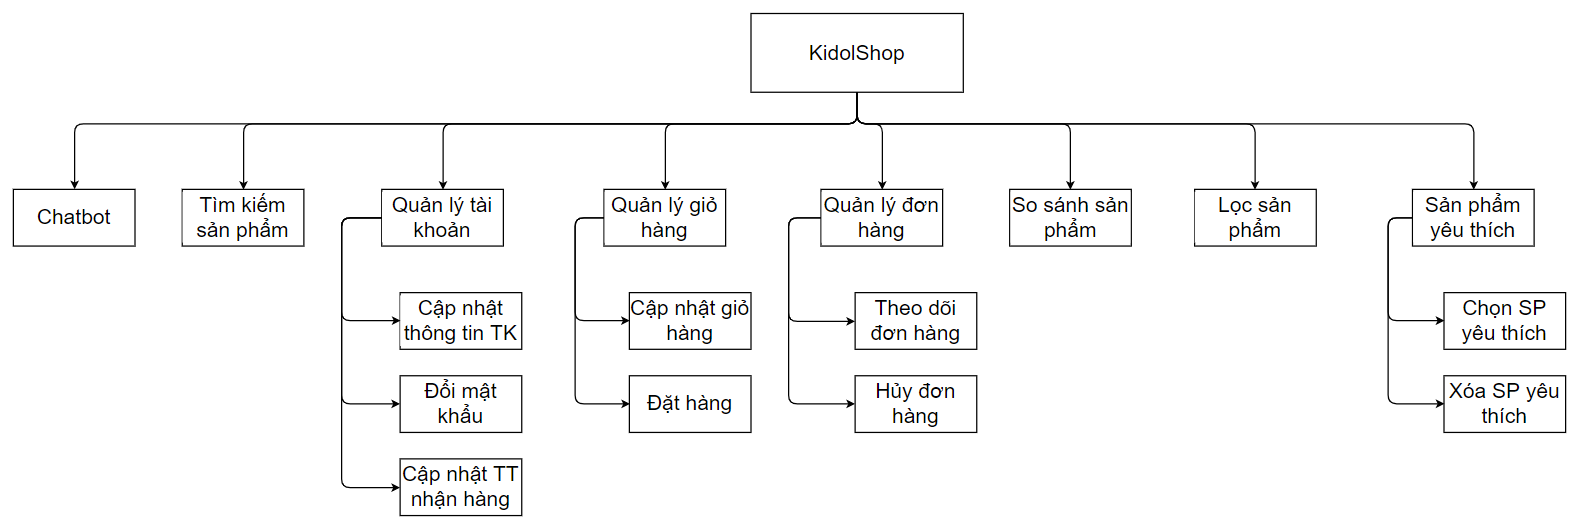 KidolShop
Chatbot
Tìm kiếm
sản phẩm
Quản lý tài
khoản
Quản lý giỏ
hàng
Quản lý đơn
hàng
So sánh sản
phẩm
Lọc sản
phẩm
Sản phẩm
yêu thích
Cập nhật
thông tin TK
Đổi mật
khẩu
Cập nhật TT
nhận hàng
Cập nhật giỏ
hàng
Đặt hàng
Theo dõi
đơn hàng
Hủy đơn
hàng
Chọn SP
yêu thích
Xóa SP yêu
thích